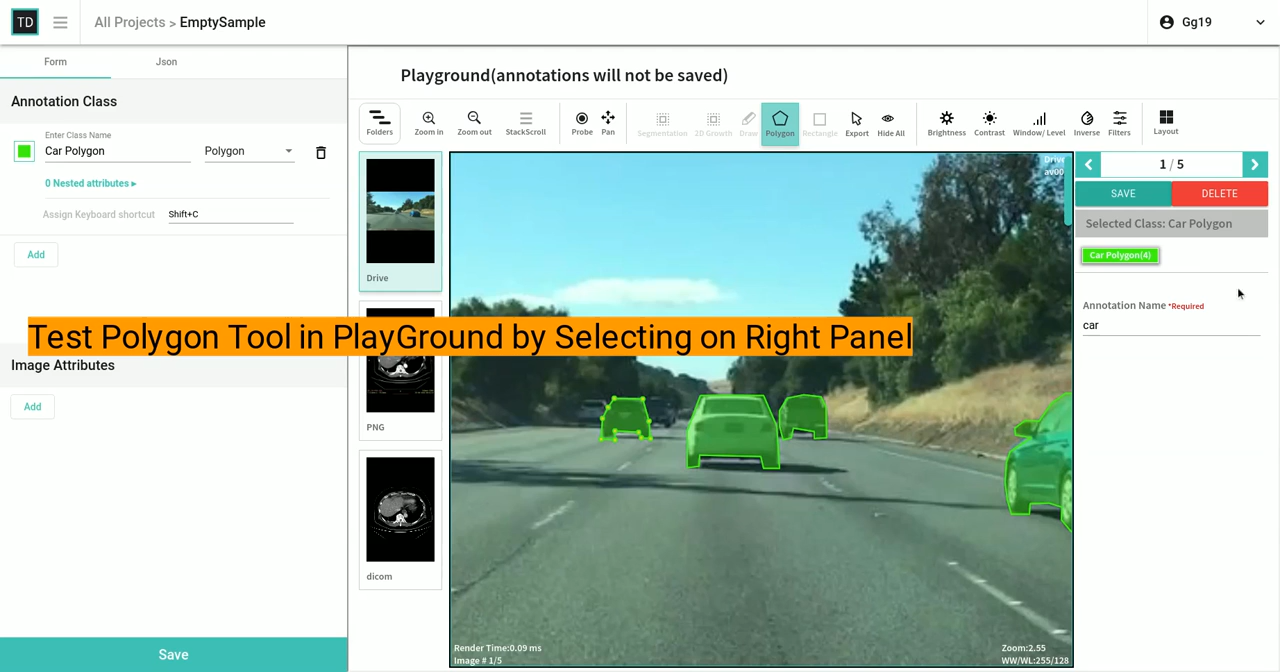 TD
All Projects > EmptySample
Gg19
Form
Json
Annotation Class
Enter Class Name
Car Polygon
Polygon
0 Nested attributes ▸
Assign Keyboard shortcut
Shift+C
Add
Image Attributes
Add
Save
Playground(annotations will not be saved)
Folders
Zoom in
Zoom out
StackScroll
Probe
Pan
Segmentation
2D Growth
Draw
Polygon
Rectangle
Export
Hide All
Brightness
Contrast
Window/ Level
Inverse
Filters
Layout
Drive
PNG
dicom
Test Polygon Tool in PlayGround by Selecting on Right Panel
Render Time:0.09 ms
Image # 1/5
Zoom:2.55
WW/WL:255/128
1 / 5
SAVE
DELETE
Selected Class: Car Polygon
Car Polygon(4)
Annotation Name *Required
car